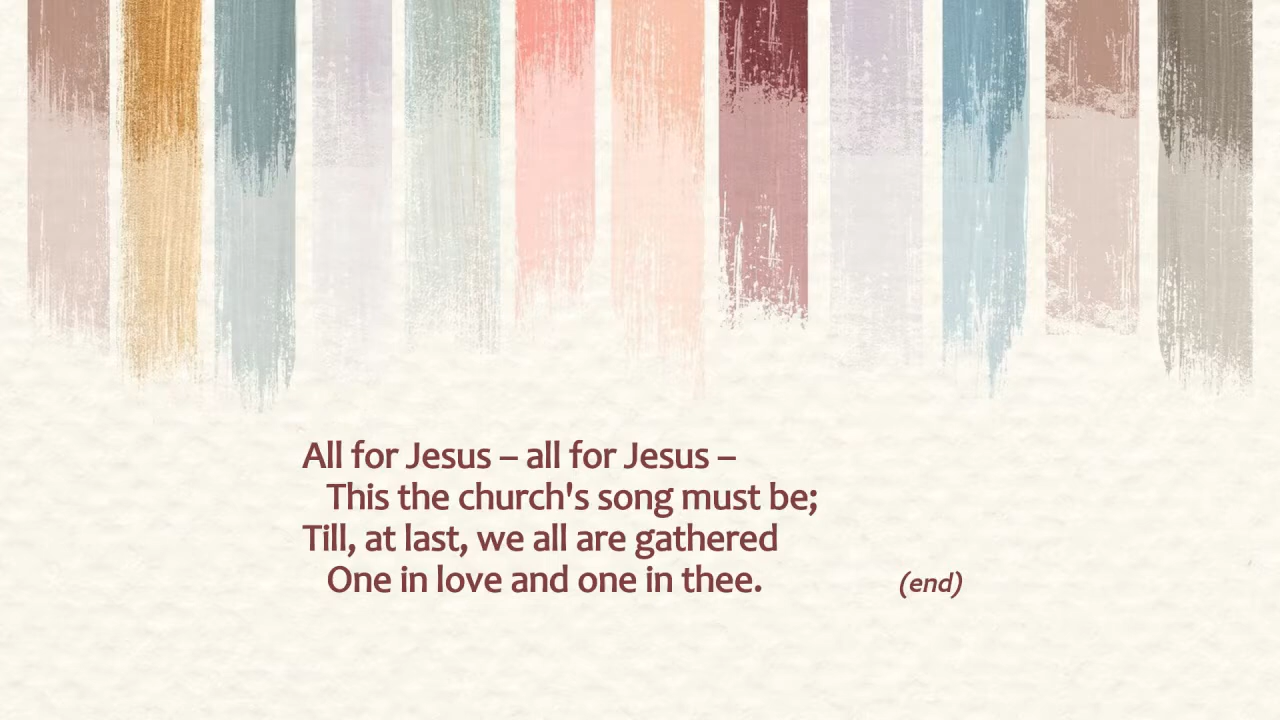 All for Jesus – all for Jesus –
This the church's song must be;
Till, at last, we all are gathered
One in love and one in thee. (end)